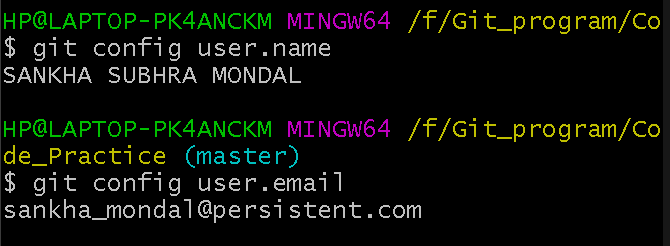 HP@LAPTOP-PK4ANCKM MINGW64 /f/Git_program/Co
$ git config user.name
SANKHA SUBHRA MONDAL
HP@LAPTOP-PK4ANCKM MINGW64 /f/Git_program/Co
de_Practice (master)
$ git config user.email
sankha_mondal@persistent.com